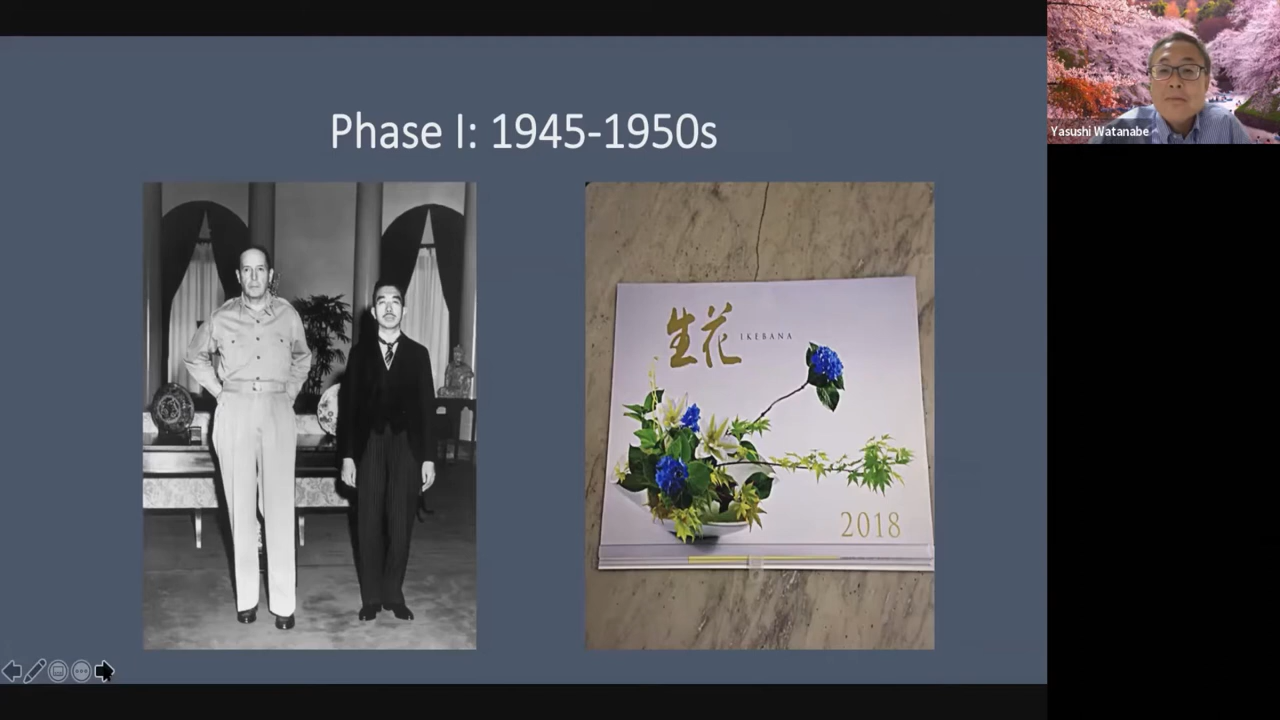 Phase I: 1945-1950s
生花 IKEBANA
2018
Yasushi Watanabe